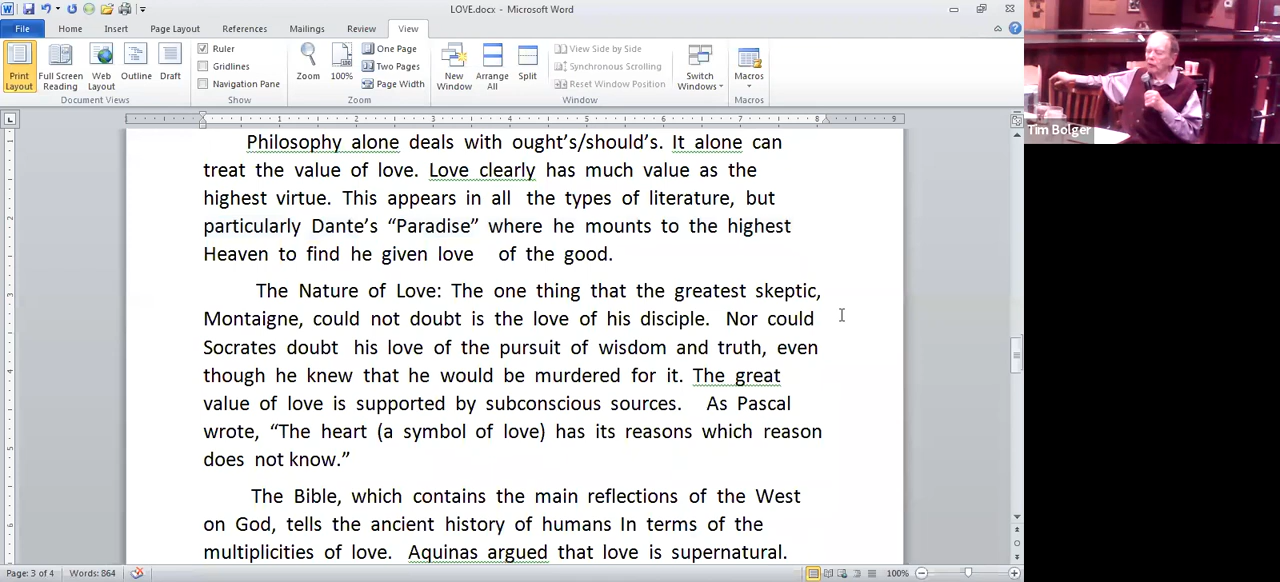 LOVE.docx - Microsoft Word
File Home Insert Page Layout References Mailings Review View
Print Layout
Full Screen Reading
Web Layout
Outline
Draft
Document Views
Ruler
Gridlines
Navigation Pane
Show
Zoom
100%
One Page
Two Pages
Page Width
Zoom
New Window
Arrange All
Split
View Side by Side
Synchronous Scrolling
Reset Window Position
Window
Switch Windows
Macros
Macros
1 2 3 4 5 6 7 8 9
Philosophy alone deals with ought’s/should’s. It alone can
treat the value of love. Love clearly has much value as the
highest virtue. This appears in all the types of literature, but
particularly Dante’s “Paradise” where he mounts to the highest
Heaven to find he given love of the good.
The Nature of Love: The one thing that the greatest skeptic,
Montaigne, could not doubt is the love of his disciple. Nor could
Socrates doubt his love of the pursuit of wisdom and truth, even
though he knew that he would be murdered for it. The great
value of love is supported by subconscious sources. As Pascal
wrote, “The heart (a symbol of love) has its reasons which reason
does not know.”
The Bible, which contains the main reflections of the West
on God, tells the ancient history of humans In terms of the
multiplicities of love. Aquinas argued that love is supernatural.
Page: 3 of 4 Words: 864 100%
Tim Bolger